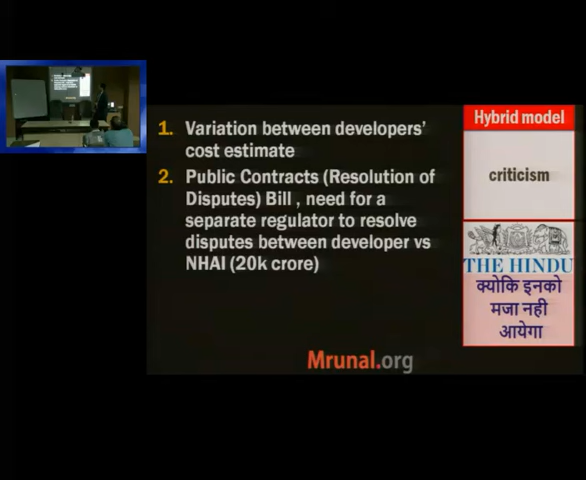 1. Variation between developers'
cost estimate
2. Public Contracts (Resolution of
Disputes) Bill , need for a
separate regulator to resolve
disputes between developer vs
NHAI (20k crore)
Hybrid model
criticism
THE HINDU
क्योकि इनको
मजा नही
आयेगा
Mrunal.org